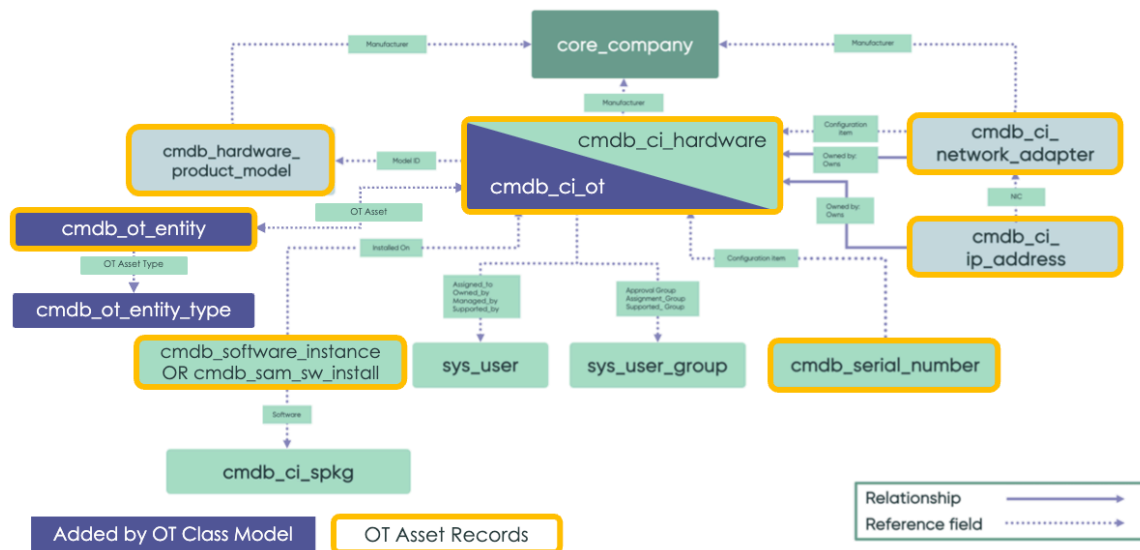 Manufacturer
core_company
Manufacturer
Manufacturer
cmdb_hardware_
product_model
Model ID
cmdb_ci_hardware
cmdb_ci_ot
Configuration
item
Owned by:
Owns
cmdb_ci_
network_adapter
OT Asset
Owned by:
Owns
NIC
cmdb_ot_entity
cmdb_ci_
ip_address
OT Asset Type
Installed On
Configuration item
cmdb_ot_entity_type
Assigned_to
Owned_by
Managed_by
Supported_by
Approval Group
Assignment_Group
Supported_ Group
cmdb_software_instance
OR cmdb_sam_sw_install
sys_user
sys_user_group
cmdb_serial_number
Software
cmdb_ci_spkg
Relationship
Reference field
Added by OT Class Model
OT Asset Records